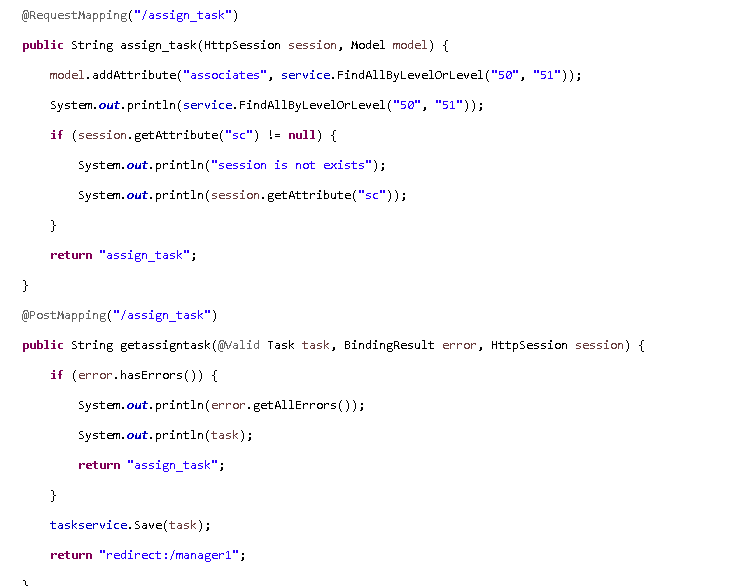 @RequestMapping("/assign_task")
public String assign_task(HttpSession session, Model model) {
model.addAttribute("associates", service.FindAllByLevelOrLevel("50", "51"));
System.out.println(service.FindAllByLevelOrLevel("50", "51"));
if (session.getAttribute("sc") != null) {
System.out.println("session is not exists");
System.out.println(session.getAttribute("sc"));
}
return "assign_task";
}
@PostMapping("/assign_task")
public String getassigntask(@Valid Task task, BindingResult error, HttpSession session) {
if (error.hasErrors()) {
System.out.println(error.getAllErrors());
System.out.println(task);
return "assign_task";
}
taskservice.Save(task);
return "redirect:/manager1";
}